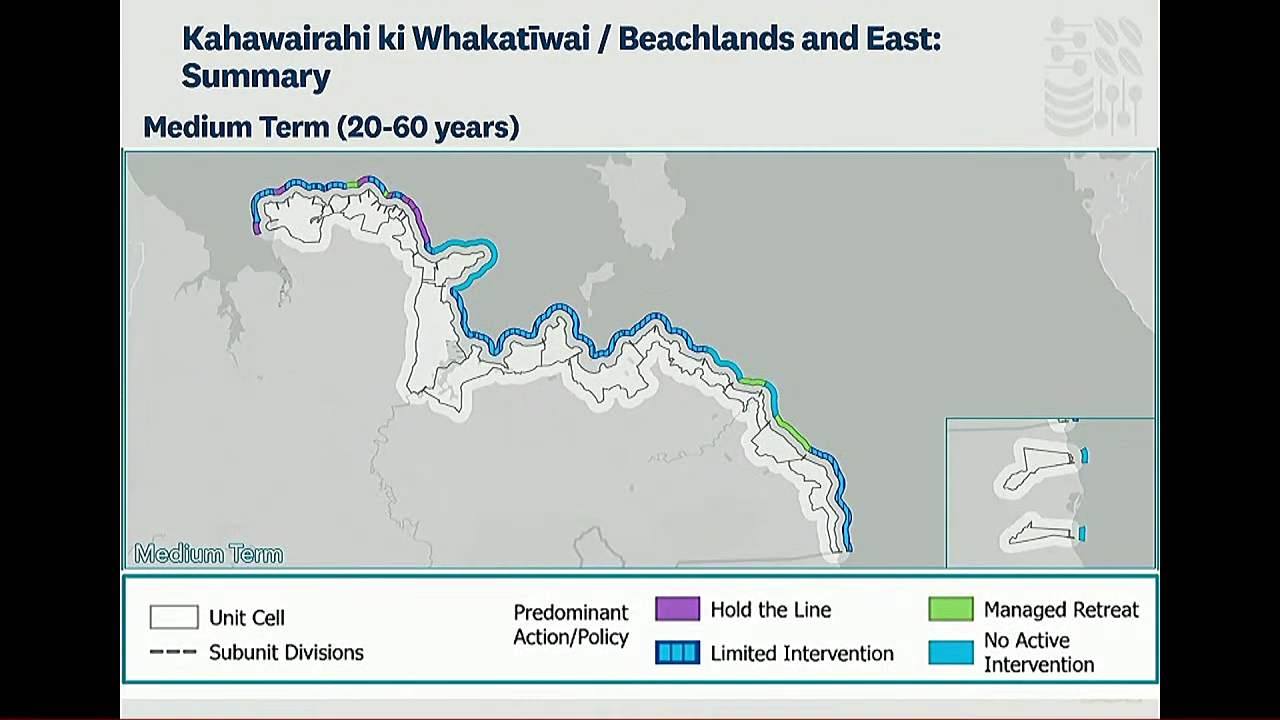 Kahawairahi ki Whakatīwai / Beachlands and East:
Summary
Medium Term (20-60 years)
Medium Term
Unit Cell
Subunit Divisions
Predominant
Action/Policy
Hold the Line
Limited Intervention
Managed Retreat
No Active
Intervention